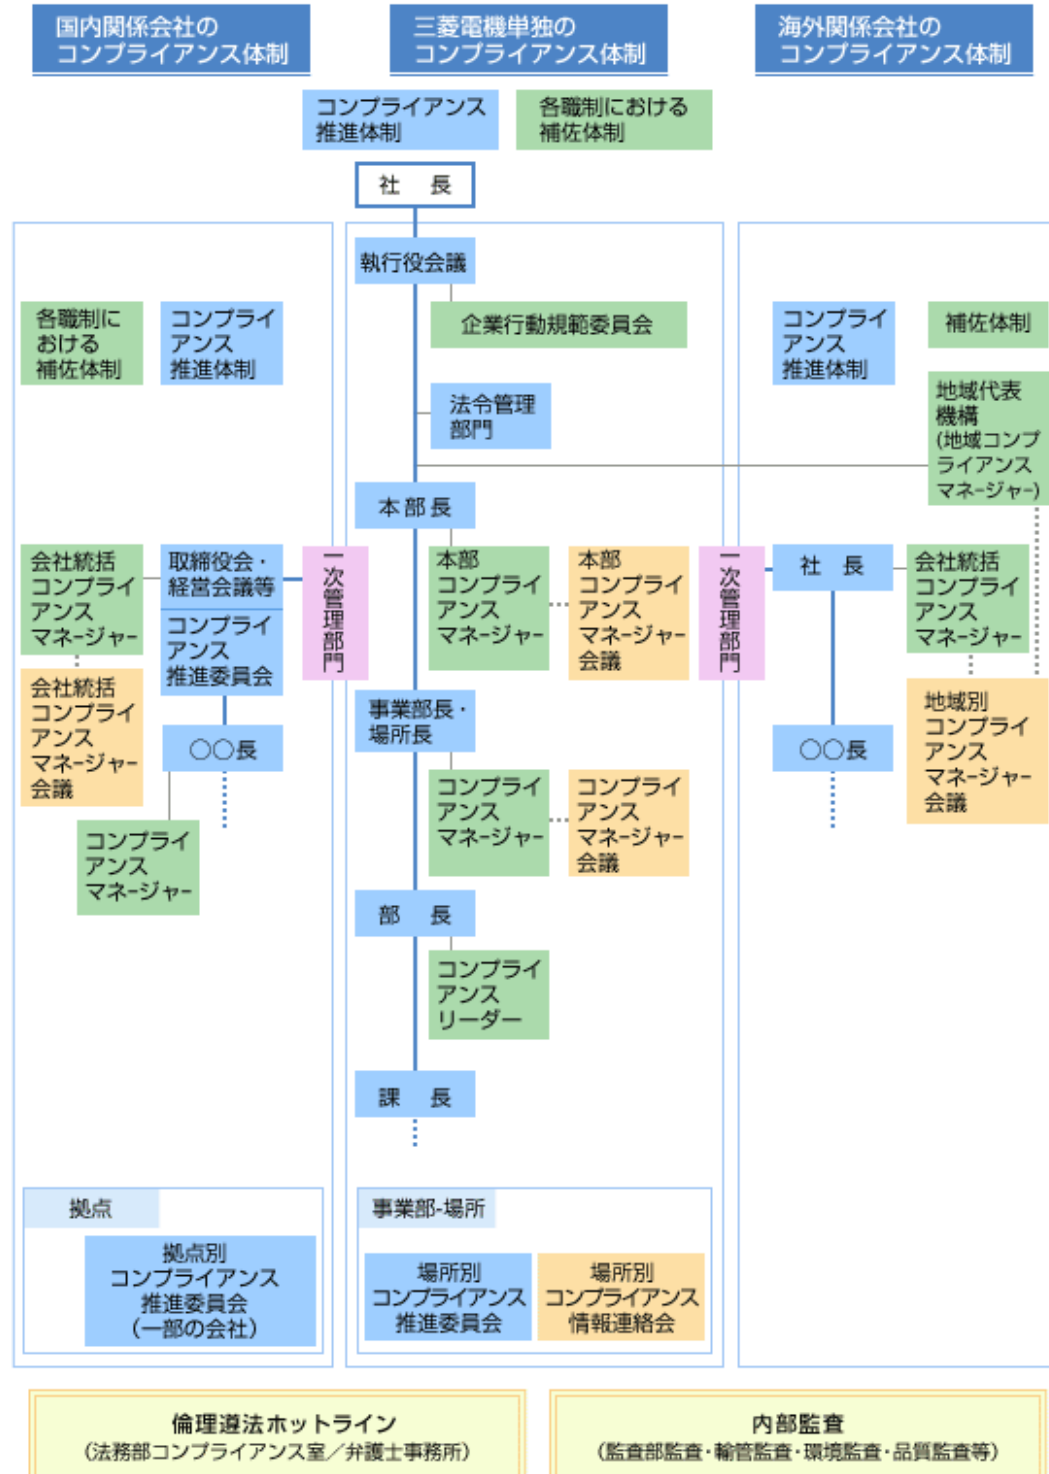 国内関係会社の
コンプライアンス体制
三菱電機単独の
コンプライアンス体制
海外関係会社の
コンプライアンス体制
コンプライアンス
推進体制
各職制における
補佐体制
社 長
執行役会議
企業行動規範委員会
法令管理
部門
各職制に
おける
補佐体制
コンプライ
アンス
推進体制
コンプライ
アンス
推進体制
補佐体制
地域代表
機構
(地域コンプ
ライアンス
マネージャー)
本部長
会社統括
コンプライ
アンス
マネージャー
取締役会・
経営会議等
コンプライ
アンス
推進委員会
一次管理部門
本部
コンプライ
アンス
マネージャー
本部
コンプライ
アンス
マネージャー
会議
一次管理部門
社 長
会社統括
コンプライ
アンス
マネージャー
会社統括
コンプライ
アンス
マネージャー
会議
〇〇長
コンプライ
アンス
マネージャー
事業部長・
場所長
コンプライ
アンス
マネージャー
コンプライ
アンス
マネージャー
会議
〇〇長
地域別
コンプライ
アンス
マネージャー
会議
部 長
コンプライ
アンス
リーダー
課 長
拠点
拠点別
コンプライアンス
推進委員会
(一部の会社)
事業部-場所
場所別
コンプライアンス
推進委員会
場所別
コンプライアンス
情報連絡会
倫理遵法ホットライン
(法務部コンプライアンス室/弁護士事務所)
内部監査
(監査部監査・輸管監査・環境監査・品質監査等)